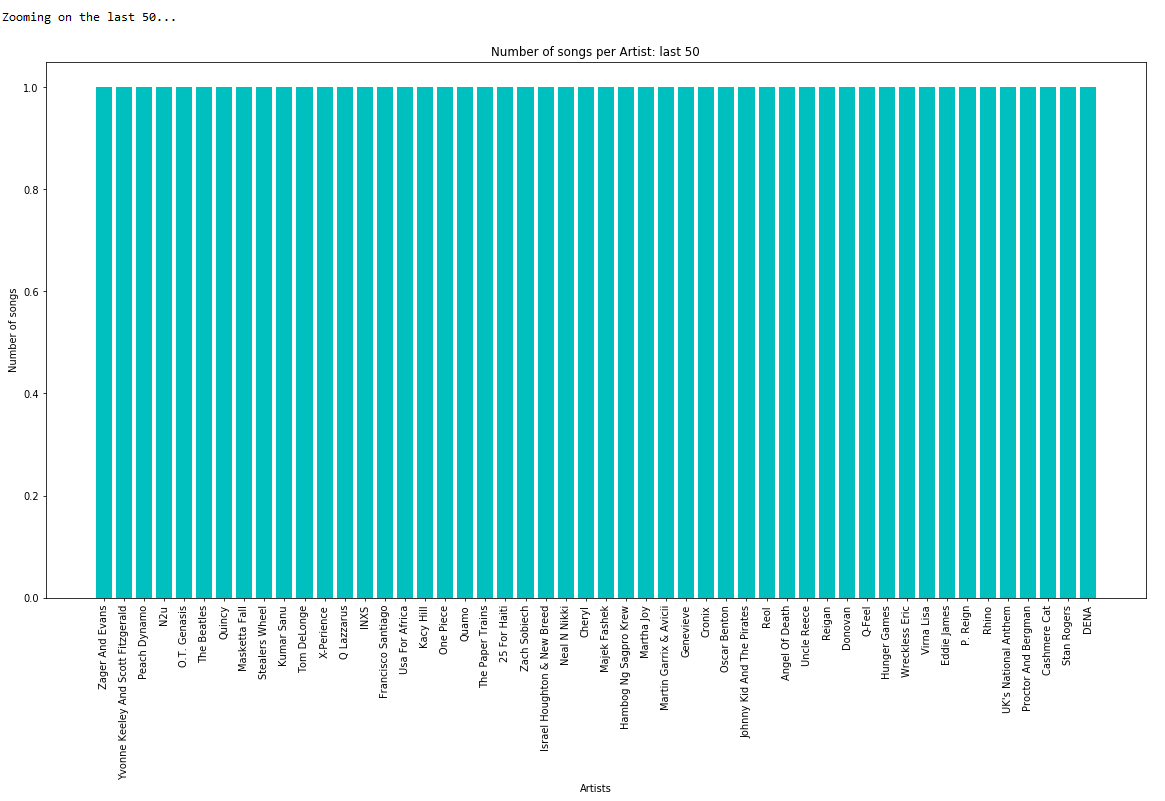 Zooming on the last 50...
Number of songs per Artist: last 50
Number of songs
1.0
0.8
0.6
0.4
0.2
0.0
Zager And Evans
Yvonne Keeley And Scott Fitzgerald
Peach Dynamo
N2u
O.T. Genasis
The Beatles
Quincy
Masketta Fall
Stealers Wheel
Kumar Sanu
Tom DeLonge
X-Perience
Q Lazzarus
INXS
Francisco Santiago
Usa For Africa
Kacy Hill
One Piece
Quamo
The Paper Trains
25 For Haiti
Zach Sobiech
Israel Houghton & New Breed
Neal N Nikki
Cheryl
Majek Fashek
Hambog Ng Sagpro Krew
Martha Joy
Martin Garrix & Avicii
Genevieve
Cronix
Oscar Benton
Johnny Kid And The Pirates
Reol
Angel Of Death
Uncle Reece
Reigan
Donovan
Q-Feel
Hunger Games
Wreckless Eric
Virna Lisa
Eddie James
P. Reign
Rhino
UK's National Anthem
Proctor And Bergman
Cashmere Cat
Stan Rogers
DENA
Artists